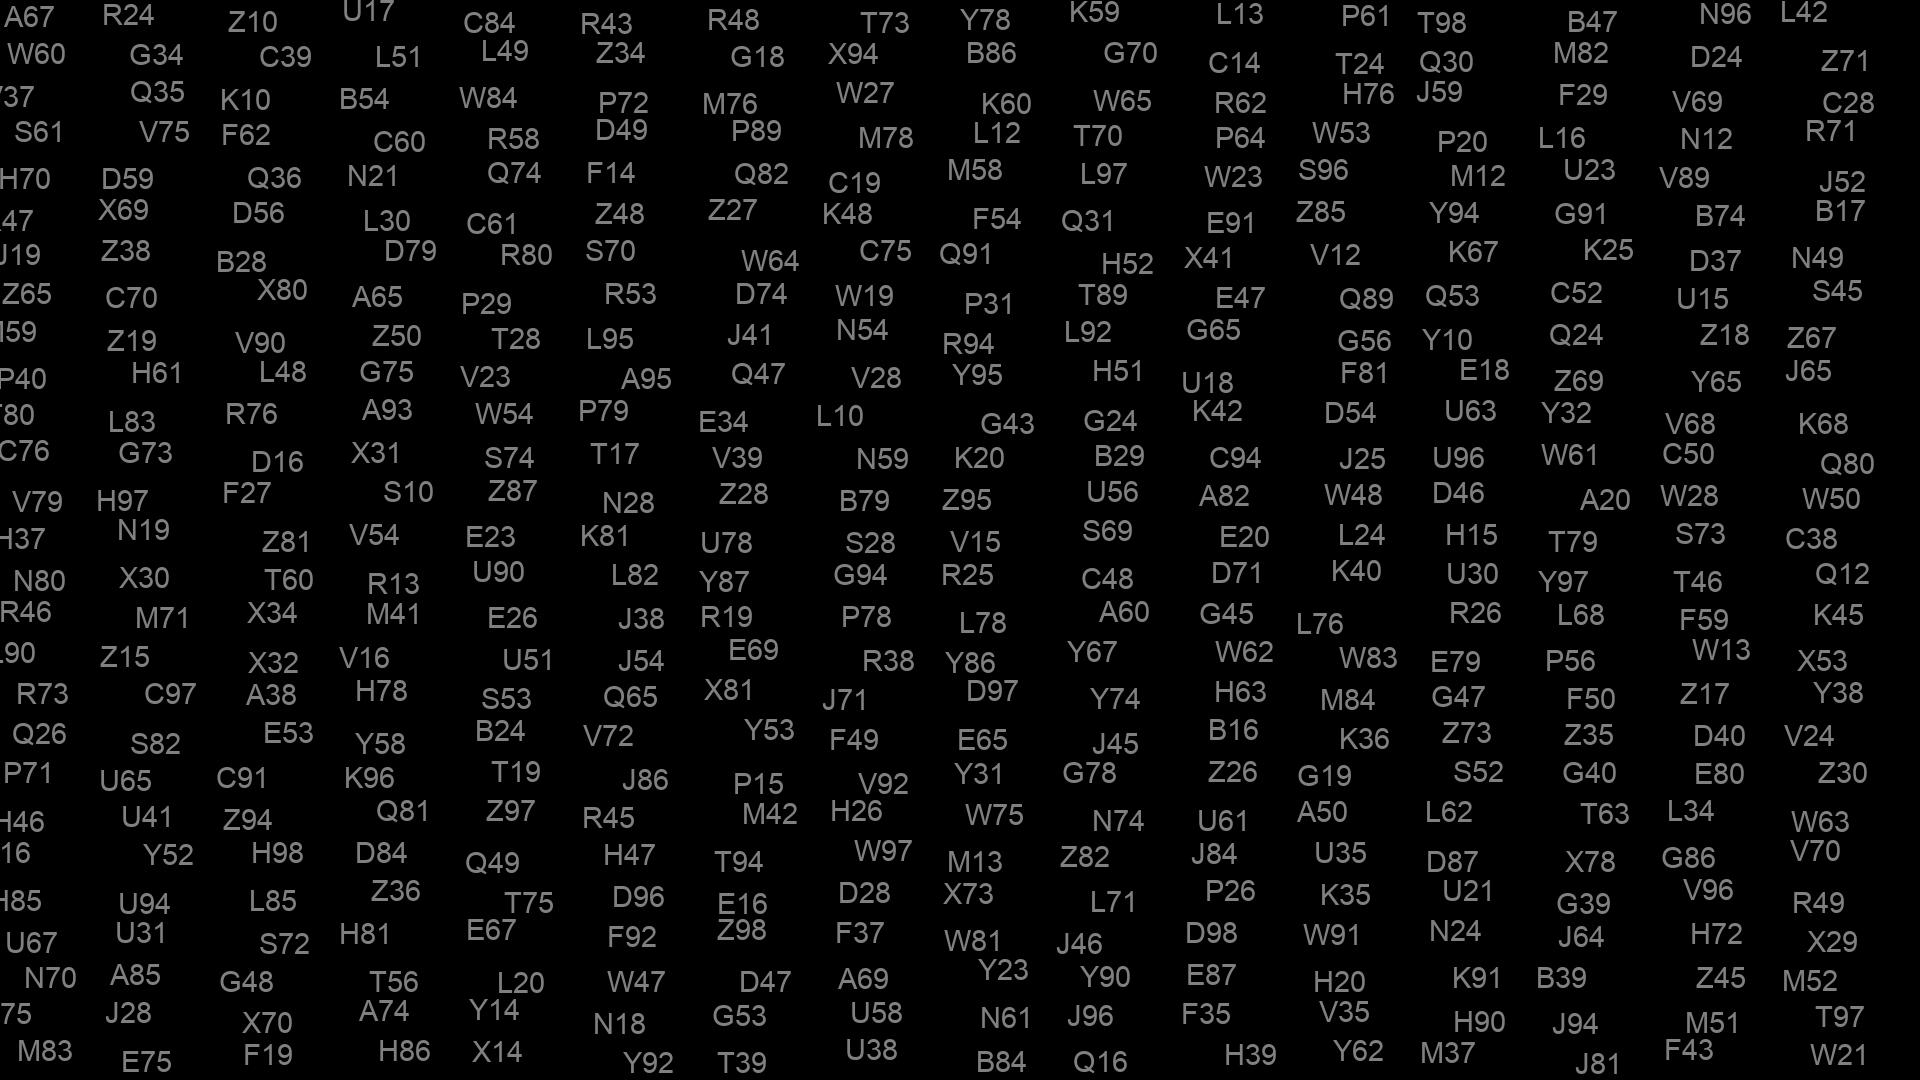 A67 R24 Z10 U17 C84 R43 R48 T73 Y78 K59 L13 P61 T98 B47 N96 L42
W60 G34 C39 L51 L49 Z34 G18 X94 B86 G70 C14 T24 Q30 M82 D24 Z71
37 Q35 K10 B54 W84 P72 M76 W27 K60 W65 R62 H76 J59 F29 V69 C28
S61 V75 F62 C60 R58 D49 P89 M78 L12 T70 P64 W53 P20 L16 N12 R71
H70 D59 Q36 N21 Q74 F14 Q82 C19 M58 L97 W23 S96 M12 U23 V89 J52
47 X69 D56 L30 C61 Z48 Z27 K48 F54 Q31 E91 Z85 Y94 G91 B74 B17
J19 Z38 B28 D79 R80 S70 W64 C75 Q91 H52 X41 V12 K67 K25 D37 N49
Z65 C70 X80 A65 P29 R53 D74 W19 P31 T89 E47 Q89 Q53 C52 U15 S45
59 Z19 V90 Z50 T28 L95 J41 N54 R94 L92 G65 G56 Y10 Q24 Z18 Z67
P40 H61 L48 G75 V23 A95 Q47 V28 Y95 H51 U18 F81 E18 Z69 Y65 J65
80 L83 R76 A93 W54 P79 E34 L10 G43 G24 K42 D54 U63 Y32 V68 K68
C76 G73 D16 X31 S74 T17 V39 N59 K20 B29 C94 J25 U96 W61 C50 Q80
V79 H97 F27 S10 Z87 N28 Z28 B79 Z95 U56 A82 W48 D46 A20 W28 W50
H37 N19 Z81 V54 E23 K81 U78 S28 V15 S69 E20 L24 H15 T79 S73 C38
N80 X30 T60 R13 U90 L82 Y87 G94 R25 C48 D71 K40 U30 Y97 T46 Q12
R46 M71 X34 M41 E26 J38 R19 P78 L78 A60 G45 L76 R26 L68 F59 K45
90 Z15 X32 V16 U51 J54 E69 R38 Y86 Y67 W62 W83 E79 P56 W13 X53
R73 C97 A38 H78 S53 Q65 X81 J71 D97 Y74 H63 M84 G47 F50 Z17 Y38
Q26 S82 E53 Y58 B24 V72 Y53 F49 E65 J45 B16 K36 Z73 Z35 D40 V24
P71 U65 C91 K96 T19 J86 P15 V92 Y31 G78 Z26 G19 S52 G40 E80 Z30
H46 U41 Z94 Q81 Z97 R45 M42 H26 W75 N74 U61 A50 L62 T63 L34 W63
16 Y52 H98 D84 Q49 H47 T94 W97 M13 Z82 J84 U35 D87 X78 G86 V70
H85 U94 L85 Z36 T75 D96 E16 D28 X73 L71 P26 K35 U21 G39 V96 R49
U67 U31 S72 H81 E67 F92 Z98 F37 W81 J46 D98 W91 N24 J64 H72 X29
N70 A85 G48 T56 L20 W47 D47 A69 Y23 Y90 E87 H20 K91 B39 Z45 M52
75 J28 X70 A74 Y14 N18 G53 U58 N61 J96 F35 V35 H90 J94 M51 T97
M83 E75 F19 H86 X14 Y92 T39 U38 B84 Q16 H39 Y62 M37 J81 F43 W21